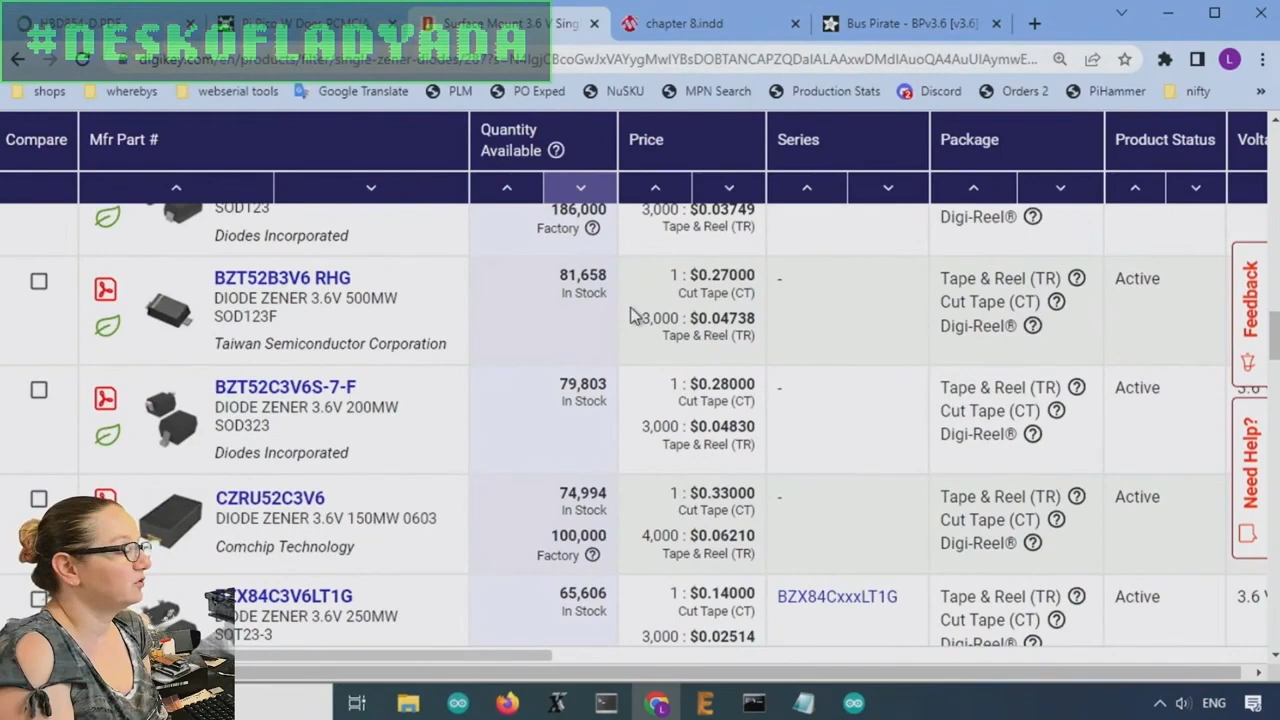 #DESKOFLADYADA
HBD854-D.PDF
Surface Mount 3.6 V Sing
chapter 8.indd
Bus Pirate - BPv3.6 [v3.6]
shops
wherebys
webserial tools
Google Translate
PLM
PO Exped
NuSKU
MPN Search
Production Stats
Discord
Orders 2
PiHammer
nifty
»
Compare
Mfr Part #
Quantity
Available
Price
Series
Package
Product Status
Volta
SOD123
Diodes Incorporated
186,000
Factory
3,000 : $0.03749
Tape & Reel (TR)
Digi-Reel®
BZT52B3V6 RHG
DIODE ZENER 3.6V 500MW
SOD123F
Taiwan Semiconductor Corporation
81,658
In Stock
1 : $0.27000
Cut Tape (CT)
3,000 : $0.04738
Tape & Reel (TR)
-
Tape & Reel (TR)
Cut Tape (CT)
Digi-Reel®
Active
BZT52C3V6S-7-F
DIODE ZENER 3.6V 200MW
SOD323
Diodes Incorporated
79,803
In Stock
1 : $0.28000
Cut Tape (CT)
3,000 : $0.04830
Tape & Reel (TR)
-
Tape & Reel (TR)
Cut Tape (CT)
Digi-Reel®
Active
3.6
CZRU52C3V6
DIODE ZENER 3.6V 150MW 0603
Comchip Technology
74,994
In Stock
100,000
Factory
1 : $0.33000
Cut Tape (CT)
4,000 : $0.06210
Tape & Reel (TR)
-
Tape & Reel (TR)
Cut Tape (CT)
Digi-Reel®
Active
BZX84C3V6LT1G
DIODE ZENER 3.6V 250MW
SOT23-3
65,606
In Stock
1 : $0.14000
Cut Tape (CT)
3,000 : $0.02514
BZX84CxxxLT1G
Tape & Reel (TR)
Cut Tape (CT)
Digi-Reel®
Active
3.6 V
Feedback
Need Help?
ENG